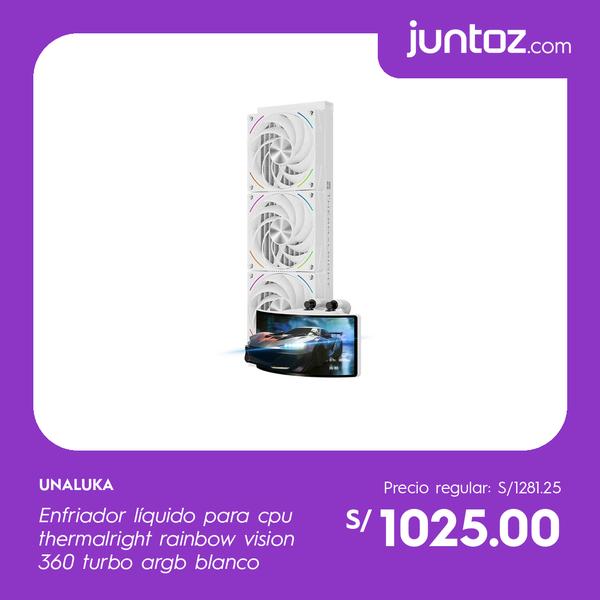 juntoz.com
UNALUKA
Enfriador líquido para cpu
thermalright rainbow vision
360 turbo argb blanco
Precio regular: S/1281.25
S/1025.00